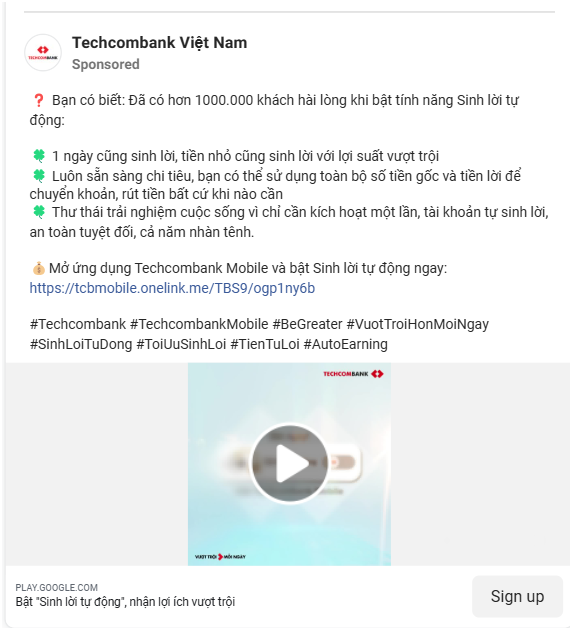 Techcombank Việt Nam
TECHCOMBANK
Sponsored
❓ Bạn có biết: Đã có hơn 1000.000 khách hài lòng khi bật tính năng Sinh lời tự
động:
🍀 1 ngày cũng sinh lời, tiền nhỏ cũng sinh lời với lợi suất vượt trội
🍀 Luôn sẵn sàng chi tiêu, bạn có thể sử dụng toàn bộ số tiền gốc và tiền lời để
chuyển khoản, rút tiền bất cứ khi nào cần
🍀 Thư thái trải nghiệm cuộc sống vì chỉ cần kích hoạt một lần, tài khoản tự sinh lời,
an toàn tuyệt đối, cả năm nhàn tênh.
💰Mở ứng dụng Techcombank Mobile và bật Sinh lời tự động ngay:
https://tcbmobile.onelink.me/TBS9/ogp1ny6b
#Techcombank #TechcombankMobile #BeGreater #VuotTroiHonMoiNgay
#SinhLoiTuDong #ToiUuSinhLoi #TienTuLoi #AutoEarning
TECHCOMBANK
VƯỢT TRỘI MỖI NGÀY
PLAY.GOOGLE.COM
Bật "Sinh lời tự động", nhận lợi ích vượt trội
Sign up